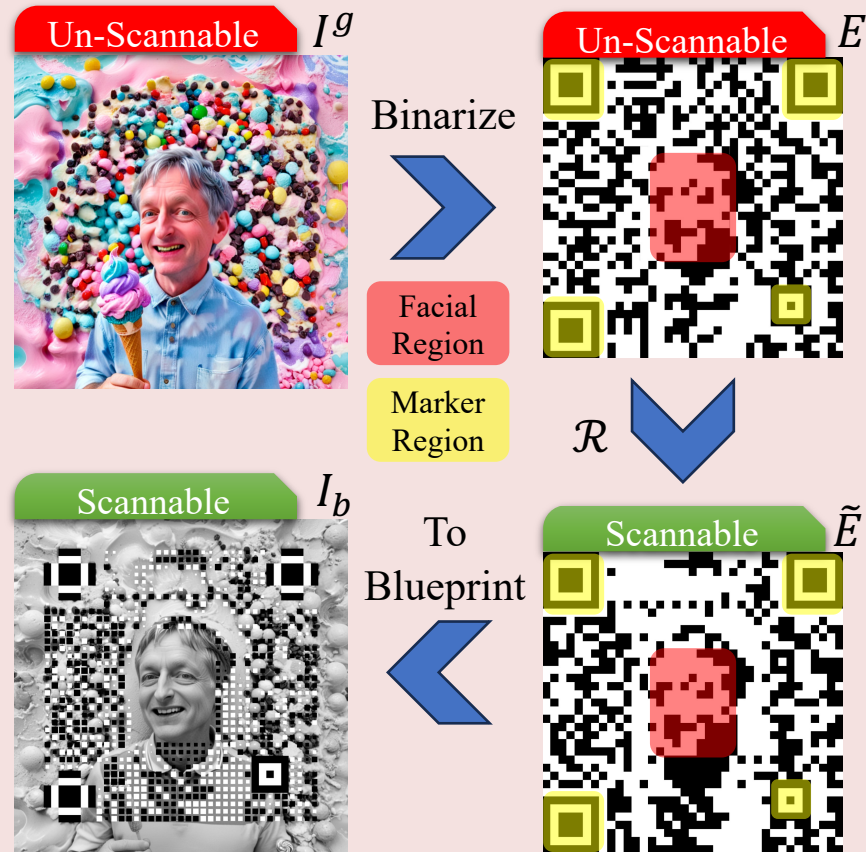 Un-Scannable
I^g
Un-Scannable
E
Binarize
Facial
Region
Marker
Region
ℛ
Scannable
I_b
Scannable
Ẽ
To
Blueprint